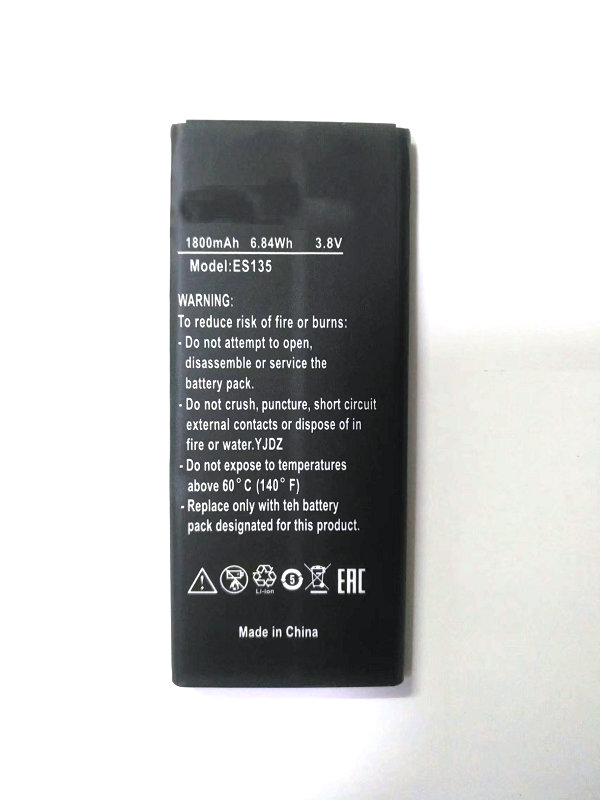 1800mAh 6.84Wh 3.8V
Model:ES135
WARNING:
To reduce risk of fire or burns:
- Do not attempt to open,
disassemble or service the
battery pack.
- Do not crush, puncture, short circuit
external contacts or dispose of in
fire or water.YJDZ
- Do not expose to temperatures
above 60°C (140°F)
- Replace only with teh battery
pack designated for this product.
Li-ion
5
EAC
Made in China